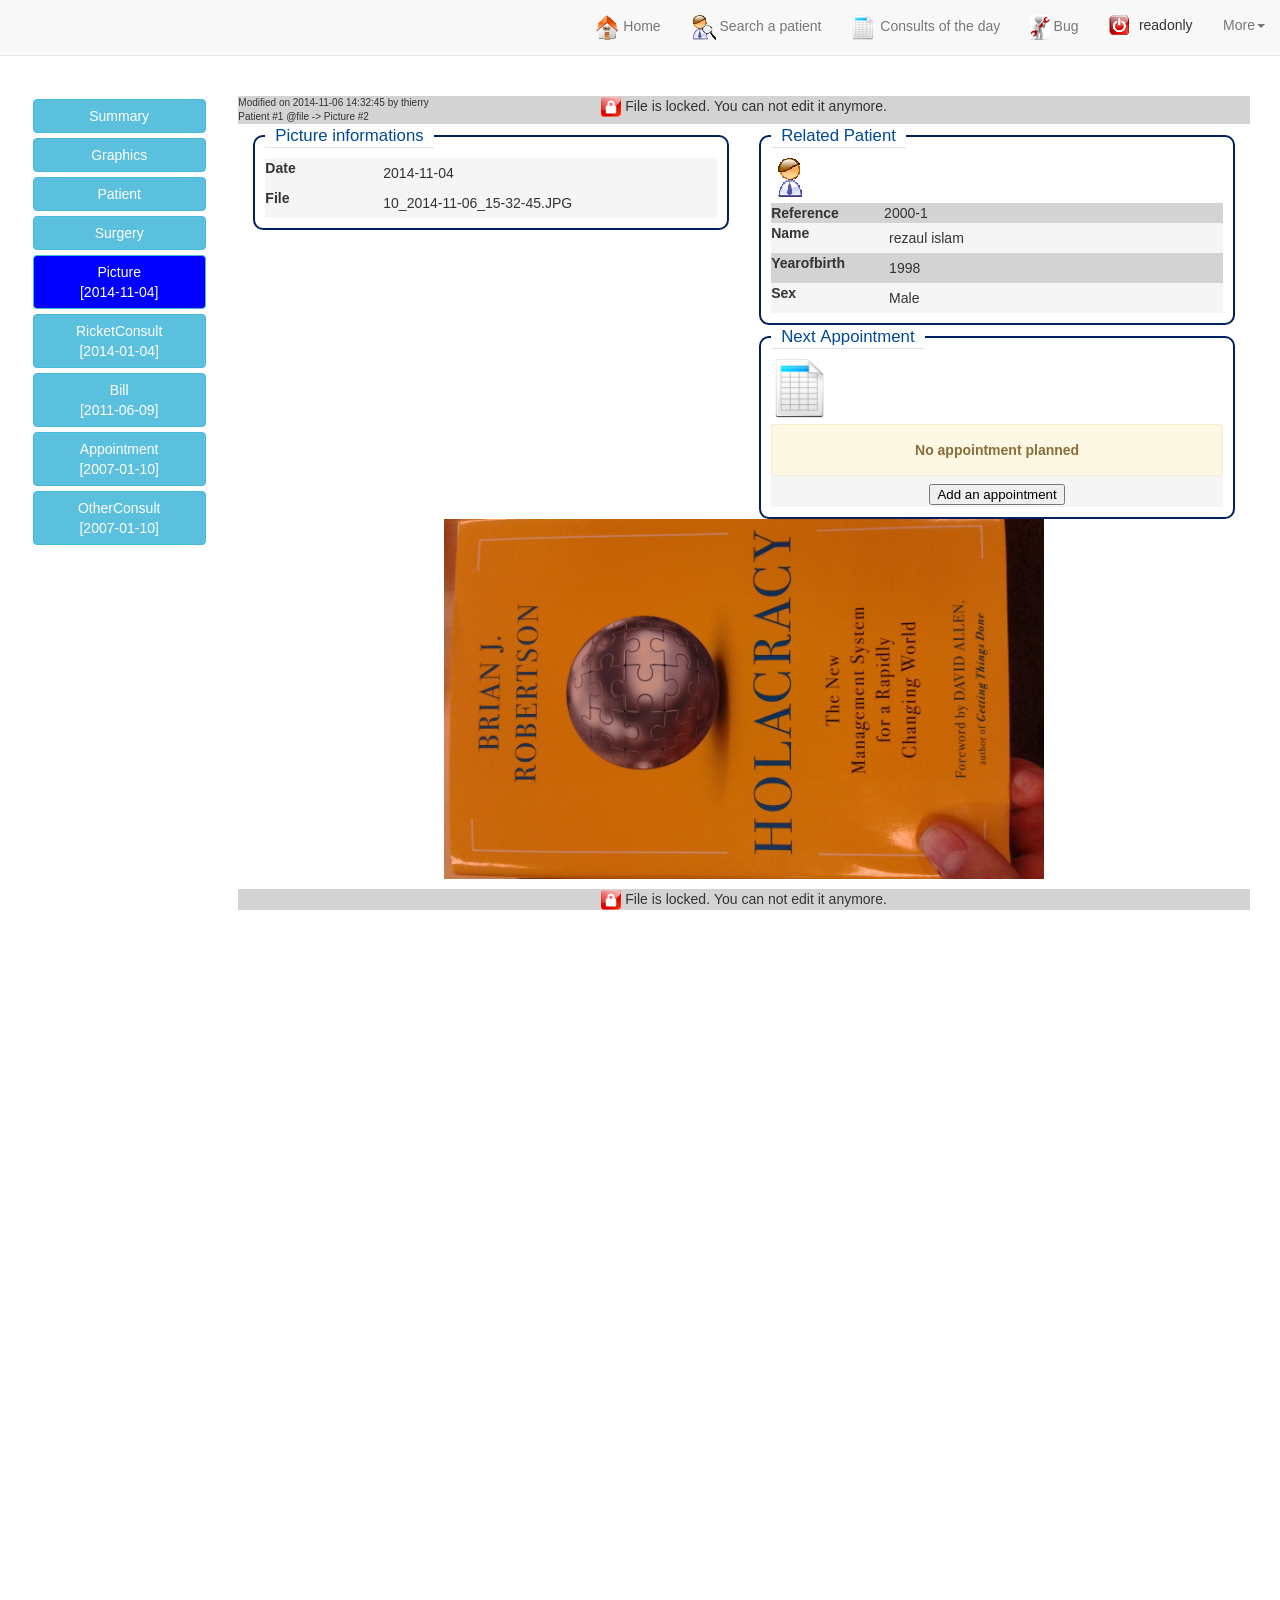 Home
Search a patient
Consults of the day
Bug
readonly
More
Summary
Graphics
Patient
Surgery
Picture
[2014-11-04]
RicketConsult
[2014-01-04]
Bill
[2011-06-09]
Appointment
[2007-01-10]
OtherConsult
[2007-01-10]
Modified on 2014-11-06 14:32:45 by thierry
Patient #1 @file -> Picture #2
File is locked. You can not edit it anymore.
Picture informations
Date 2014-11-04
File 10_2014-11-06_15-32-45.JPG
Related Patient
Reference 2000-1
Name rezaul islam
Yearofbirth 1998
Sex Male
Next Appointment
No appointment planned
Add an appointment
BRIAN J.
ROBERTSON
HOLACRACY
The New
Management System
for a Rapidly
Changing World
Foreword by DAVID ALLEN,
author of Getting Things Done
File is locked. You can not edit it anymore.